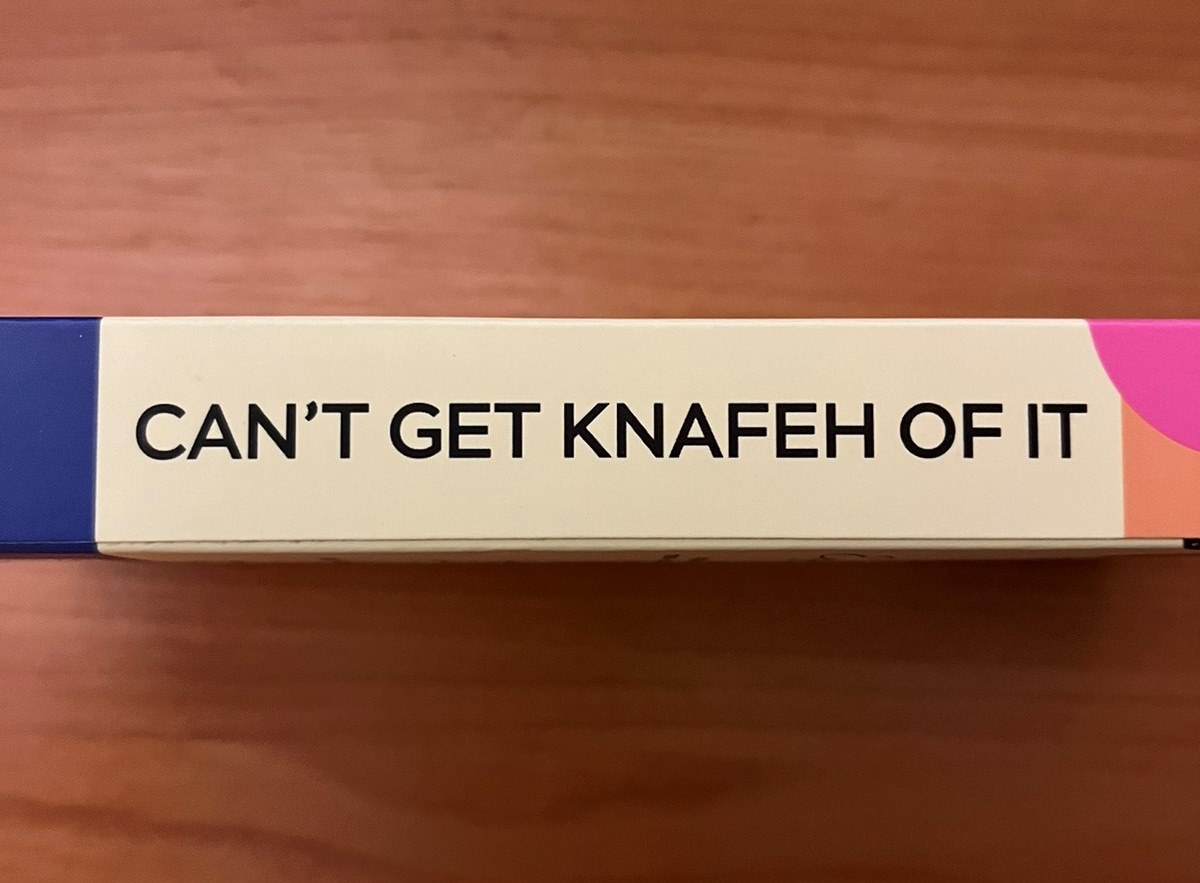 CAN’T GET KNAFEH OF IT